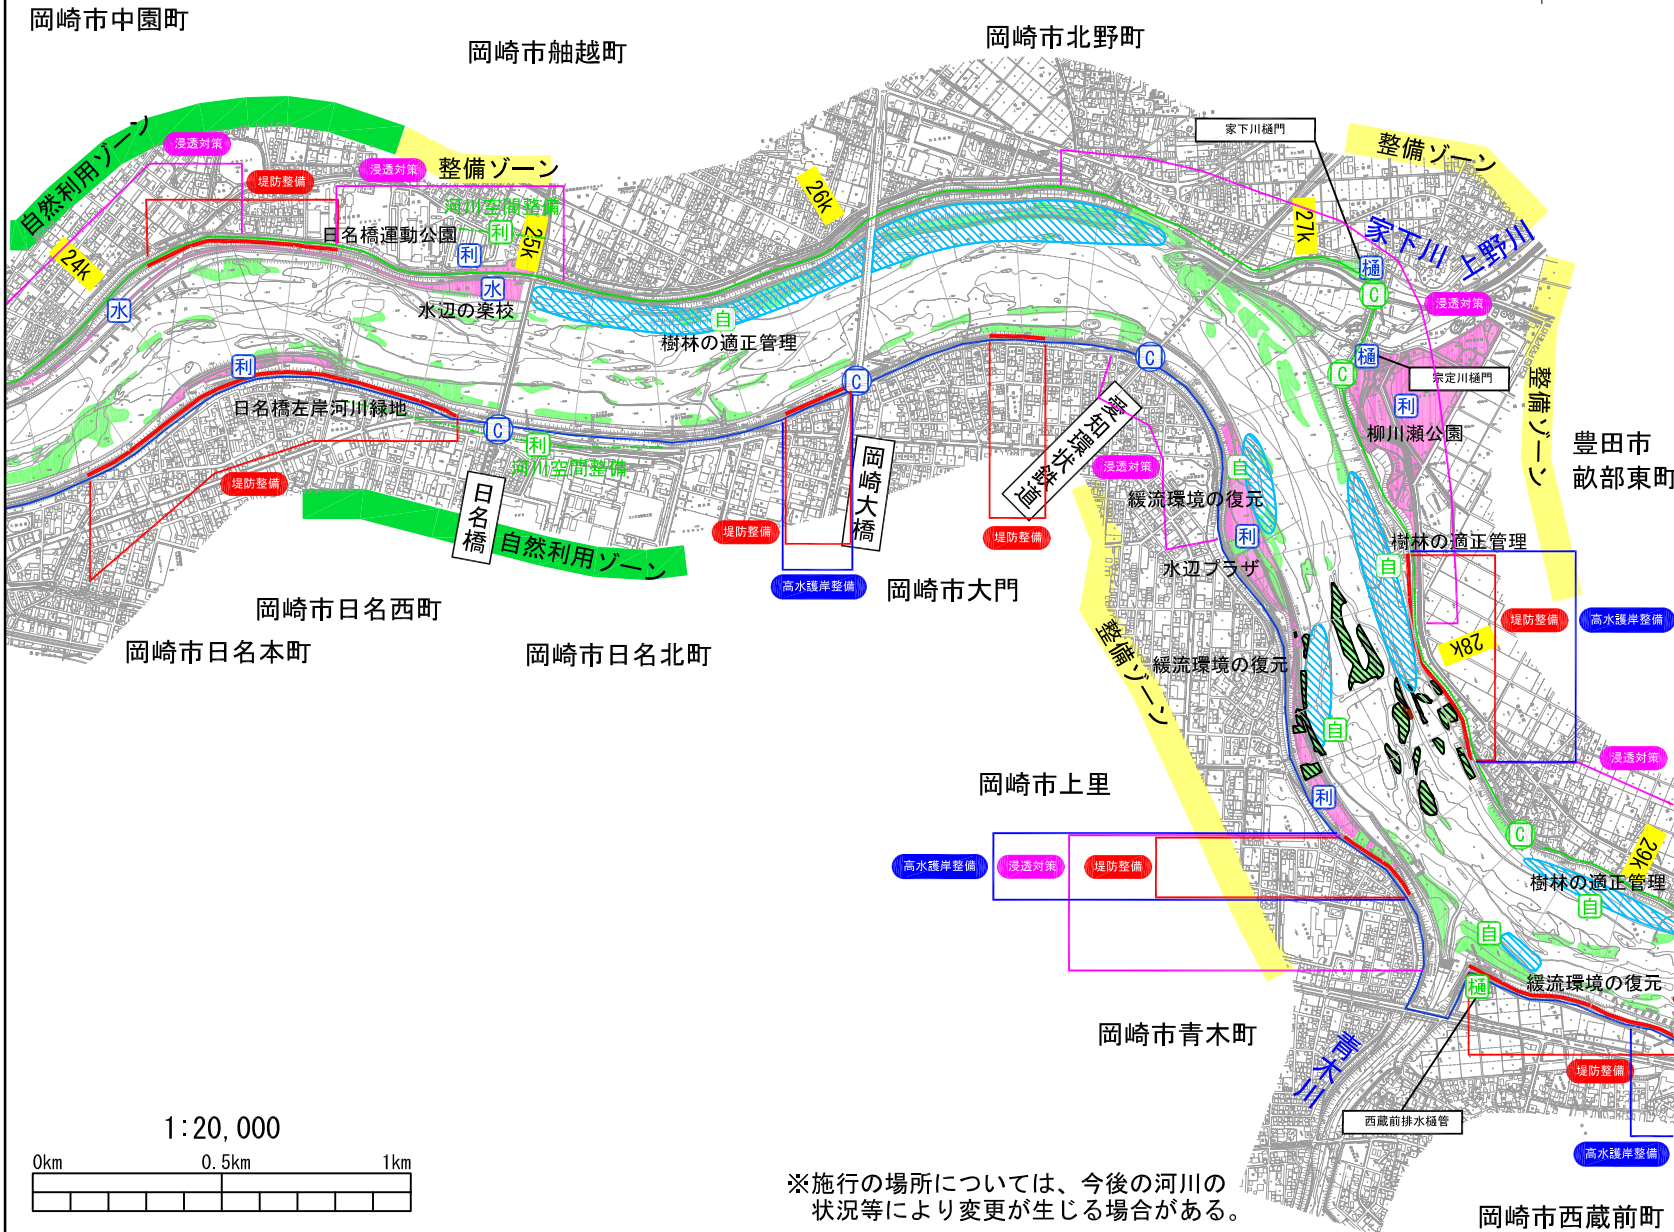 岡崎市中園町
岡崎市舳越町
岡崎市北野町
家下川樋門
自然利用ゾーン
浸透対策
堤防整備
浸透対策
整備ゾーン
河川空間整備
利
日名橋運動公園
利
24k
25k
26k
27k
整備ゾーン
家下川
上野川
樋
C
浸透対策
水
水
水辺の楽校
自
樹林の適正管理
樋
C
宗定川樋門
利
柳川瀬公園
整備ゾーン
豊田市
畝部東町
利
日名橋左岸河川緑地
C
利
河川空間整備
堤防整備
日名橋
自然利用ゾーン
C
岡崎大橋
堤防整備
高水護岸整備
堤防整備
C
愛知環状鉄道
浸透対策
自
緩流環境の復元
利
水辺プラザ
樹林の適正管理
自
岡崎市大門
岡崎市日名西町
岡崎市日名本町
岡崎市日名北町
整備ゾーン
緩流環境の復元
自
28k
堤防整備
高水護岸整備
浸透対策
岡崎市上里
利
C
29k
高水護岸整備
浸透対策
堤防整備
樹林の適正管理
自
自
樋
緩流環境の復元
岡崎市青木町
青木川
堤防整備
西蔵前排水樋管
高水護岸整備
1:20,000
0km 0.5km 1km
※施行の場所については、今後の河川の
状況等により変更が生じる場合がある。
岡崎市西蔵前町